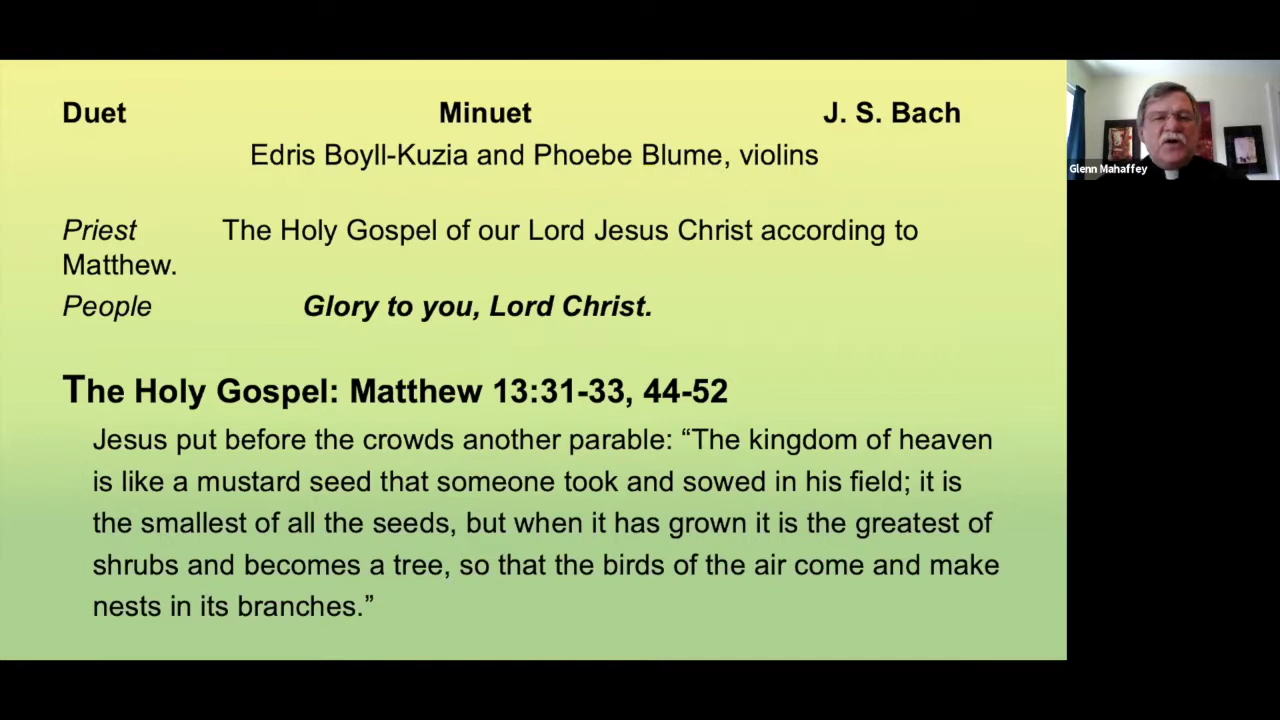 Duet Minuet J. S. Bach
Edris Boyll-Kuzia and Phoebe Blume, violins
Priest The Holy Gospel of our Lord Jesus Christ according to
Matthew.
People Glory to you, Lord Christ.
The Holy Gospel: Matthew 13:31-33, 44-52
Jesus put before the crowds another parable: “The kingdom of heaven
is like a mustard seed that someone took and sowed in his field; it is
the smallest of all the seeds, but when it has grown it is the greatest of
shrubs and becomes a tree, so that the birds of the air come and make
nests in its branches.”
Glenn Mahaffey